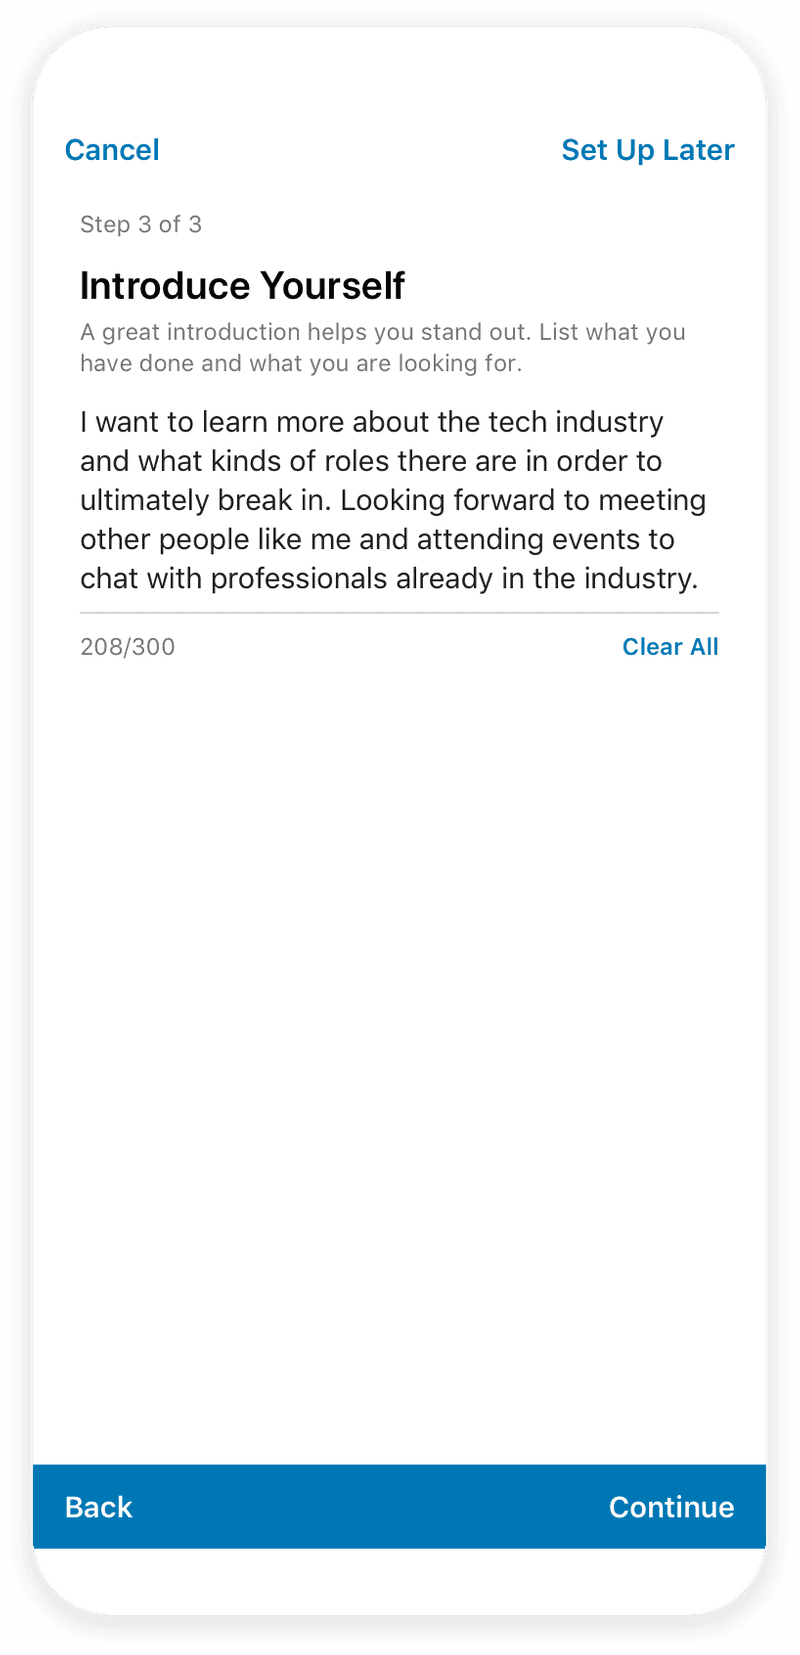 Cancel
Set Up Later
Step 3 of 3
Introduce Yourself
A great introduction helps you stand out. List what you
have done and what you are looking for.
I want to learn more about the tech industry
and what kinds of roles there are in order to
ultimately break in. Looking forward to meeting
other people like me and attending events to
chat with professionals already in the industry.
208/300
Clear All
Back
Continue